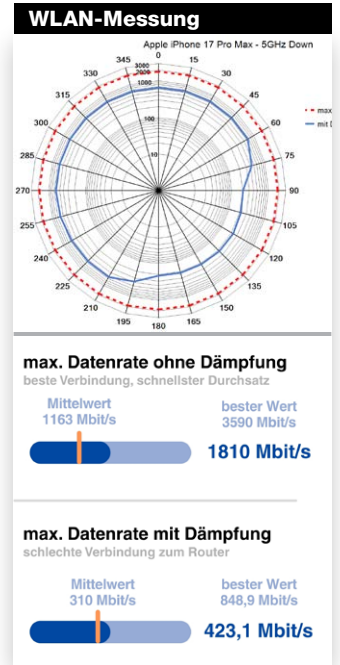 WLAN-Messung
Apple iPhone 17 Pro Max - 5GHz Down
0
15
30
45
60
75
90
105
120
135
150
165
180
195
210
225
240
255
270
285
300
315
330
345
3000
2000
1000
100
10
max
mit
max. Datenrate ohne Dämpfung
beste Verbindung, schnellster Durchsatz
Mittelwert bester Wert
1163 Mbit/s 3590 Mbit/s
1810 Mbit/s
max. Datenrate mit Dämpfung
schlechte Verbindung zum Router
Mittelwert bester Wert
310 Mbit/s 848,9 Mbit/s
423,1 Mbit/s